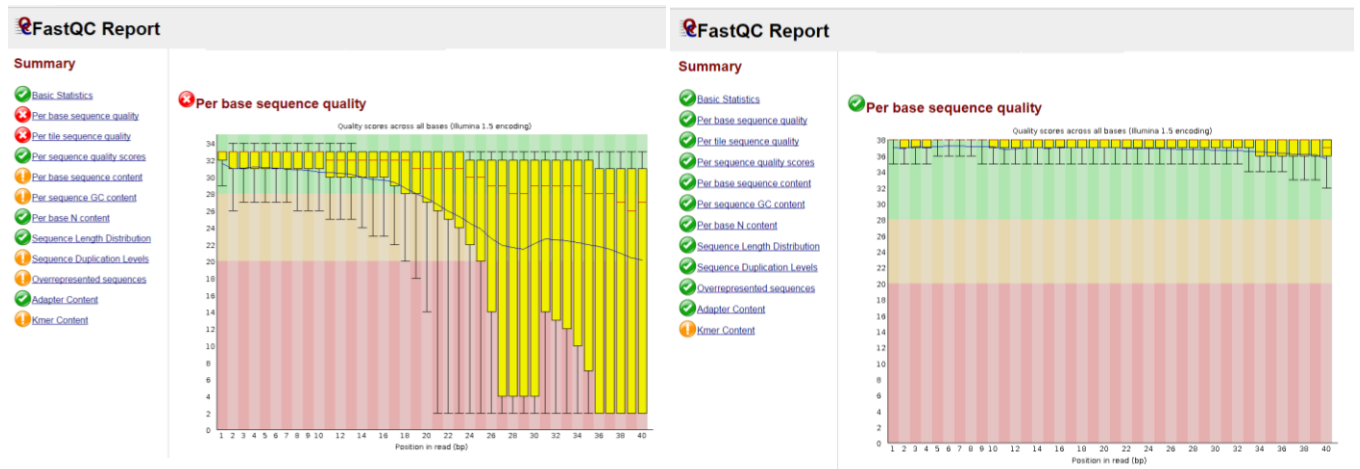 FastQC Report
Summary
Basic Statistics
Per base sequence quality
Per tile sequence quality
Per sequence quality scores
Per base sequence content
Per sequence GC content
Per base N content
Sequence Length Distribution
Sequence Duplication Levels
Overrepresented sequences
Adapter Content
Kmer Content
Per base sequence quality
Quality scores across all bases (Illumina 1.5 encoding)
34
32
30
28
26
24
22
20
18
16
14
12
10
8
6
4
2
0
1 2 3 4 5 6 7 8 9 10 12 14 16 18 20 22 24 26 28 30 32 34 36 38 40
Position in read (bp)
FastQC Report
Summary
Basic Statistics
Per base sequence quality
Per tile sequence quality
Per sequence quality scores
Per base sequence content
Per sequence GC content
Per base N content
Sequence Length Distribution
Sequence Duplication Levels
Overrepresented sequences
Adapter Content
Kmer Content
Per base sequence quality
Quality scores across all bases (Illumina 1.5 encoding)
38
36
34
32
30
28
26
24
22
20
18
16
14
12
10
8
6
4
2
0
1 2 3 4 5 6 7 8 9 10 12 14 16 18 20 22 24 26 28 30 32 34 36 38 40
Position in read (bp)